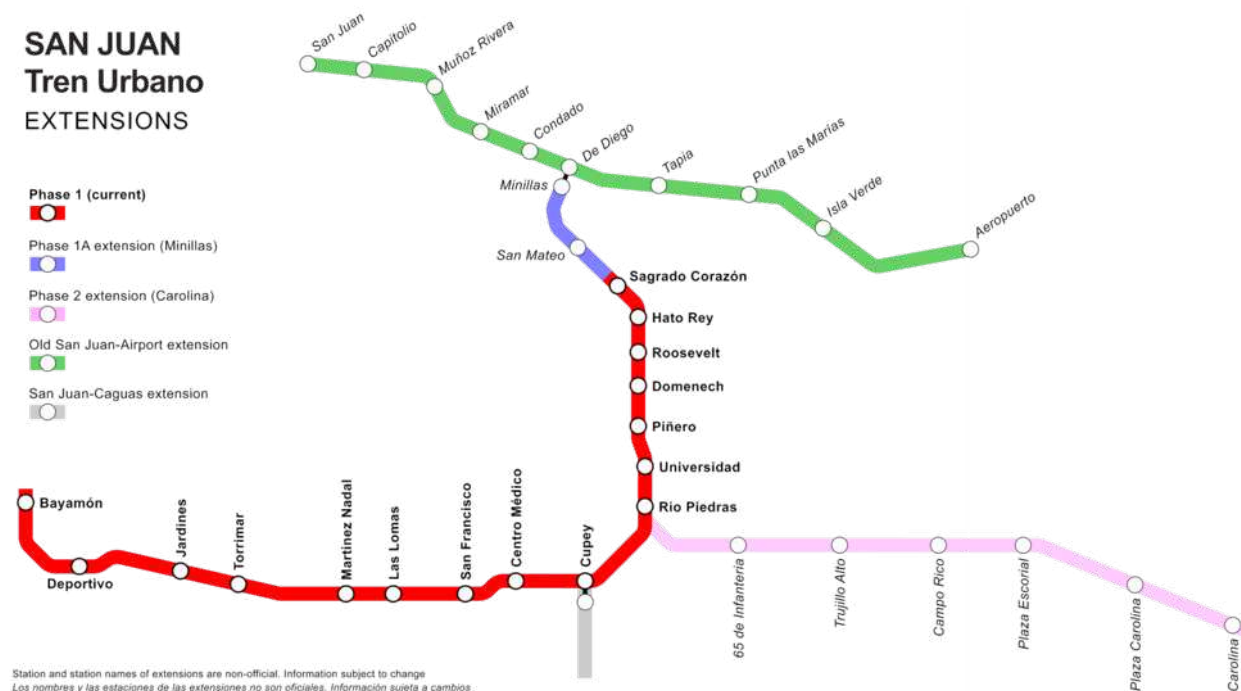 SAN JUAN
Tren Urbano
EXTENSIONS
Phase 1 (current)
Phase 1A extension (Minillas)
Phase 2 extension (Carolina)
Old San Juan-Airport extension
San Juan-Caguas extension
San Juan
Capitolio
Muñoz Rivera
Miramar
Condado
De Diego
Tapia
Punta las Marías
Isla Verde
Aeropuerto
Minillas
San Mateo
Sagrado Corazón
Hato Rey
Roosevelt
Domenech
Piñero
Universidad
Rio Piedras
Bayamón
Deportivo
Jardines
Torrimar
Martinez Nadal
Las Lomas
San Francisco
Centro Médico
Cupey
65 de Infanteria
Trujillo Alto
Campo Rico
Plaza Escorial
Plaza Carolina
Carolina
Station and station names of extensions are non-official. Information subject to change
Los nombres y las estaciones de las extensiones no son oficiales. Información sujeta a cambios